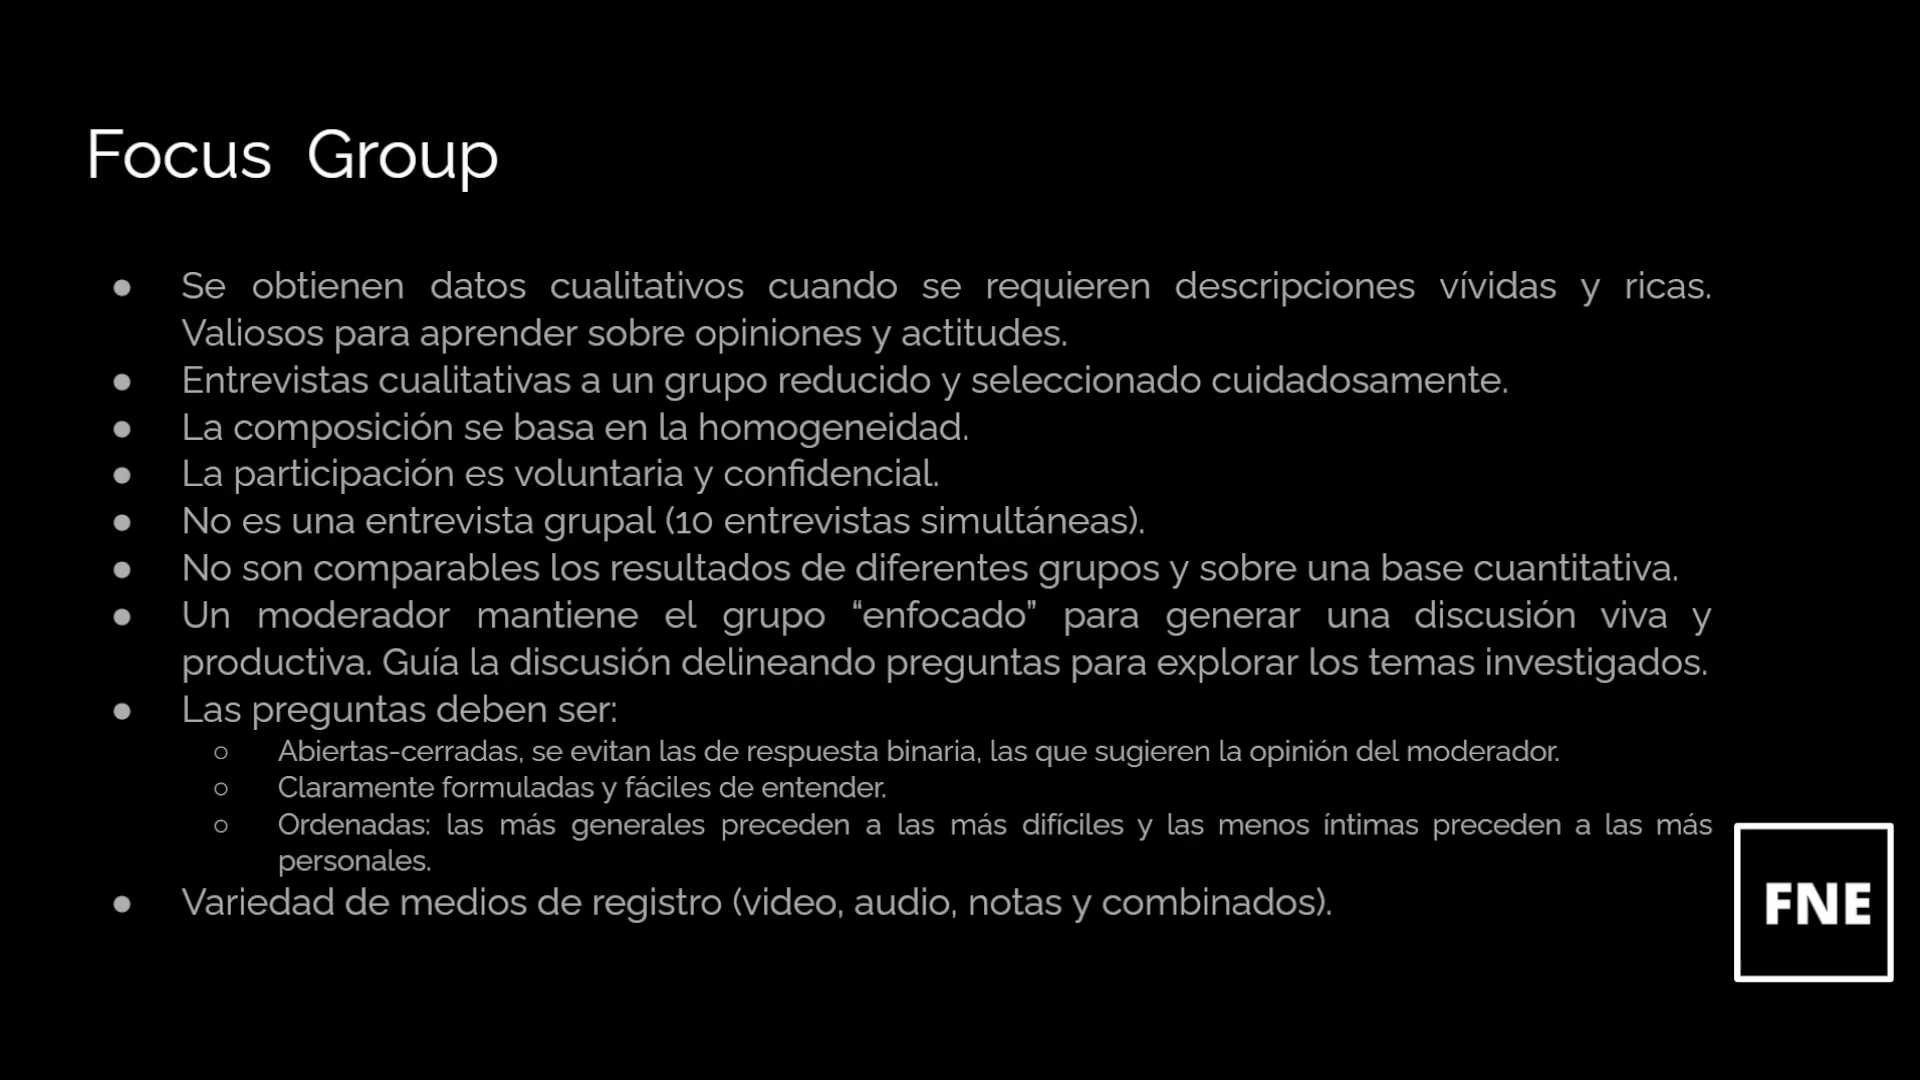 Focus Group
● Se obtienen datos cualitativos cuando se requieren descripciones vívidas y ricas.
Valiosos para aprender sobre opiniones y actitudes.
● Entrevistas cualitativas a un grupo reducido y seleccionado cuidadosamente.
● La composición se basa en la homogeneidad.
● La participación es voluntaria y confidencial.
● No es una entrevista grupal (10 entrevistas simultáneas).
● No son comparables los resultados de diferentes grupos y sobre una base cuantitativa.
● Un moderador mantiene el grupo “enfocado” para generar una discusión viva y
productiva. Guía la discusión delineando preguntas para explorar los temas investigados.
● Las preguntas deben ser:
○ Abiertas-cerradas, se evitan las de respuesta binaria, las que sugieren la opinión del moderador.
○ Claramente formuladas y fáciles de entender.
○ Ordenadas: las más generales preceden a las más difíciles y las menos íntimas preceden a las más
personales.
● Variedad de medios de registro (video, audio, notas y combinados).
FNE